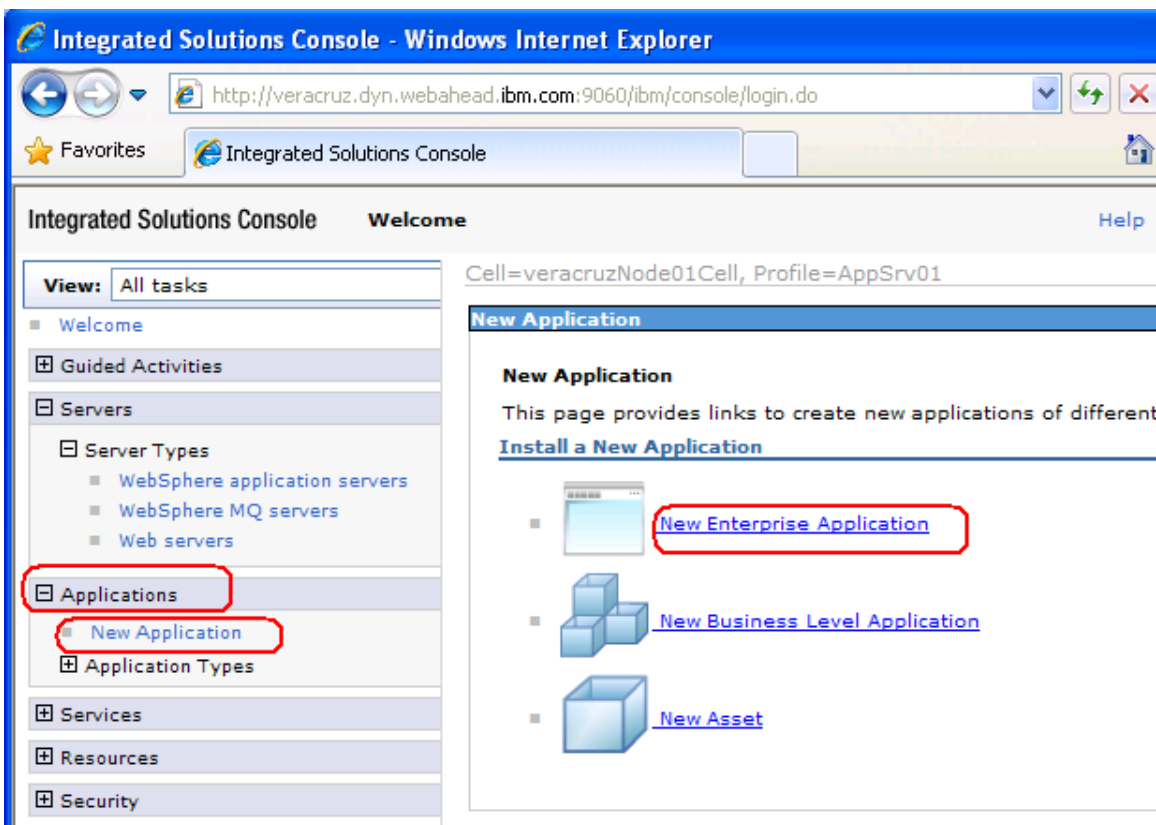 Integrated Solutions Console - Windows Internet Explorer
http://veracruz.dyn.webahead.ibm.com:9060/ibm/console/login.do
Favorites
Integrated Solutions Console
Integrated Solutions Console Welcome Help
View: All tasks
Welcome
Guided Activities
Servers
Server Types
WebSphere application servers
WebSphere MQ servers
Web servers
Applications
New Application
Application Types
Services
Resources
Security
Cell=veracruzNode01Cell, Profile=AppSrv01
New Application
New Application
This page provides links to create new applications of different
Install a New Application
New Enterprise Application
New Business Level Application
New Asset